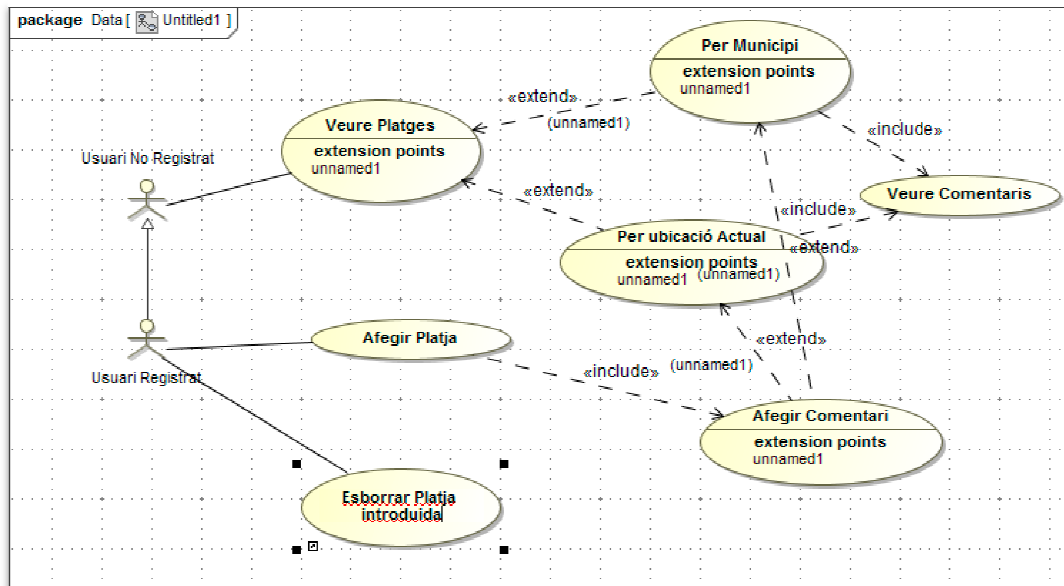 package Data [ Untitled1 ]
Per Municipi
extension points
unnamed1
«extend»
(unnamed1)
Veure Platges
extension points
unnamed1
«include»
Usuari No Registrat
«extend»
Veure Comentaris
«include»
Per ubicació Actual
«extend»
extension points
unnamed1
(unnamed1)
Afegir Platja
«extend»
(unnamed1)
«include»
Usuari Registrat
Afegir Comentari
extension points
unnamed1
Esborrar Platja
introduida